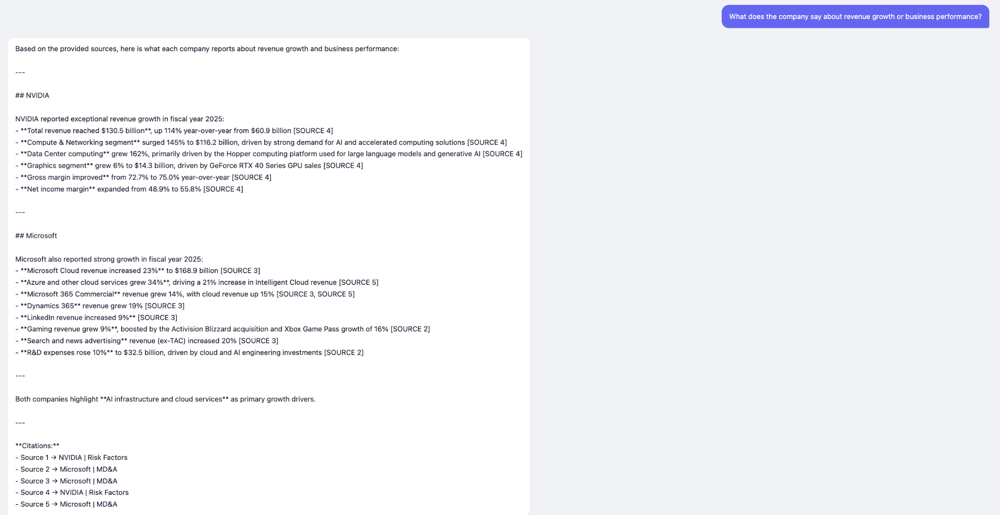 What does the company say about revenue growth or business performance?
Based on the provided sources, here is what each company reports about revenue growth and business performance:
---
## NVIDIA
NVIDIA reported exceptional revenue growth in fiscal year 2025:
- **Total revenue reached $130.5 billion**, up 114% year-over-year from $60.9 billion [SOURCE 4]
- **Compute & Networking segment** surged 145% to $116.2 billion, driven by strong demand for AI and accelerated computing solutions [SOURCE 4]
- **Data Center computing** grew 162%, primarily driven by the Hopper computing platform used for large language models and generative AI [SOURCE 4]
- **Graphics segment** grew 6% to $14.3 billion, driven by GeForce RTX 40 Series GPU sales [SOURCE 4]
- **Gross margin improved** from 72.7% to 75.0% year-over-year [SOURCE 4]
- **Net income margin** expanded from 48.9% to 55.8% [SOURCE 4]
---
## Microsoft
Microsoft also reported strong growth in fiscal year 2025:
- **Microsoft Cloud revenue increased 23%** to $168.9 billion [SOURCE 3]
- **Azure and other cloud services grew 34%**, driving a 21% increase in Intelligent Cloud revenue [SOURCE 5]
- **Microsoft 365 Commercial** revenue grew 14%, with cloud revenue up 15% [SOURCE 3, SOURCE 5]
- **Dynamics 365** revenue grew 19% [SOURCE 3]
- **LinkedIn revenue increased 9%** [SOURCE 3]
- **Gaming revenue grew 9%**, boosted by the Activision Blizzard acquisition and Xbox Game Pass growth of 16% [SOURCE 2]
- **Search and news advertising** revenue (ex-TAC) increased 20% [SOURCE 3]
- **R&D expenses rose 10%** to $32.5 billion, driven by cloud and AI engineering investments [SOURCE 2]
---
Both companies highlight **AI infrastructure and cloud services** as primary growth drivers.
---
**Citations:**
- Source 1 → NVIDIA | Risk Factors
- Source 2 → Microsoft | MD&A
- Source 3 → Microsoft | MD&A
- Source 4 → NVIDIA | Risk Factors
- Source 5 → Microsoft | MD&A